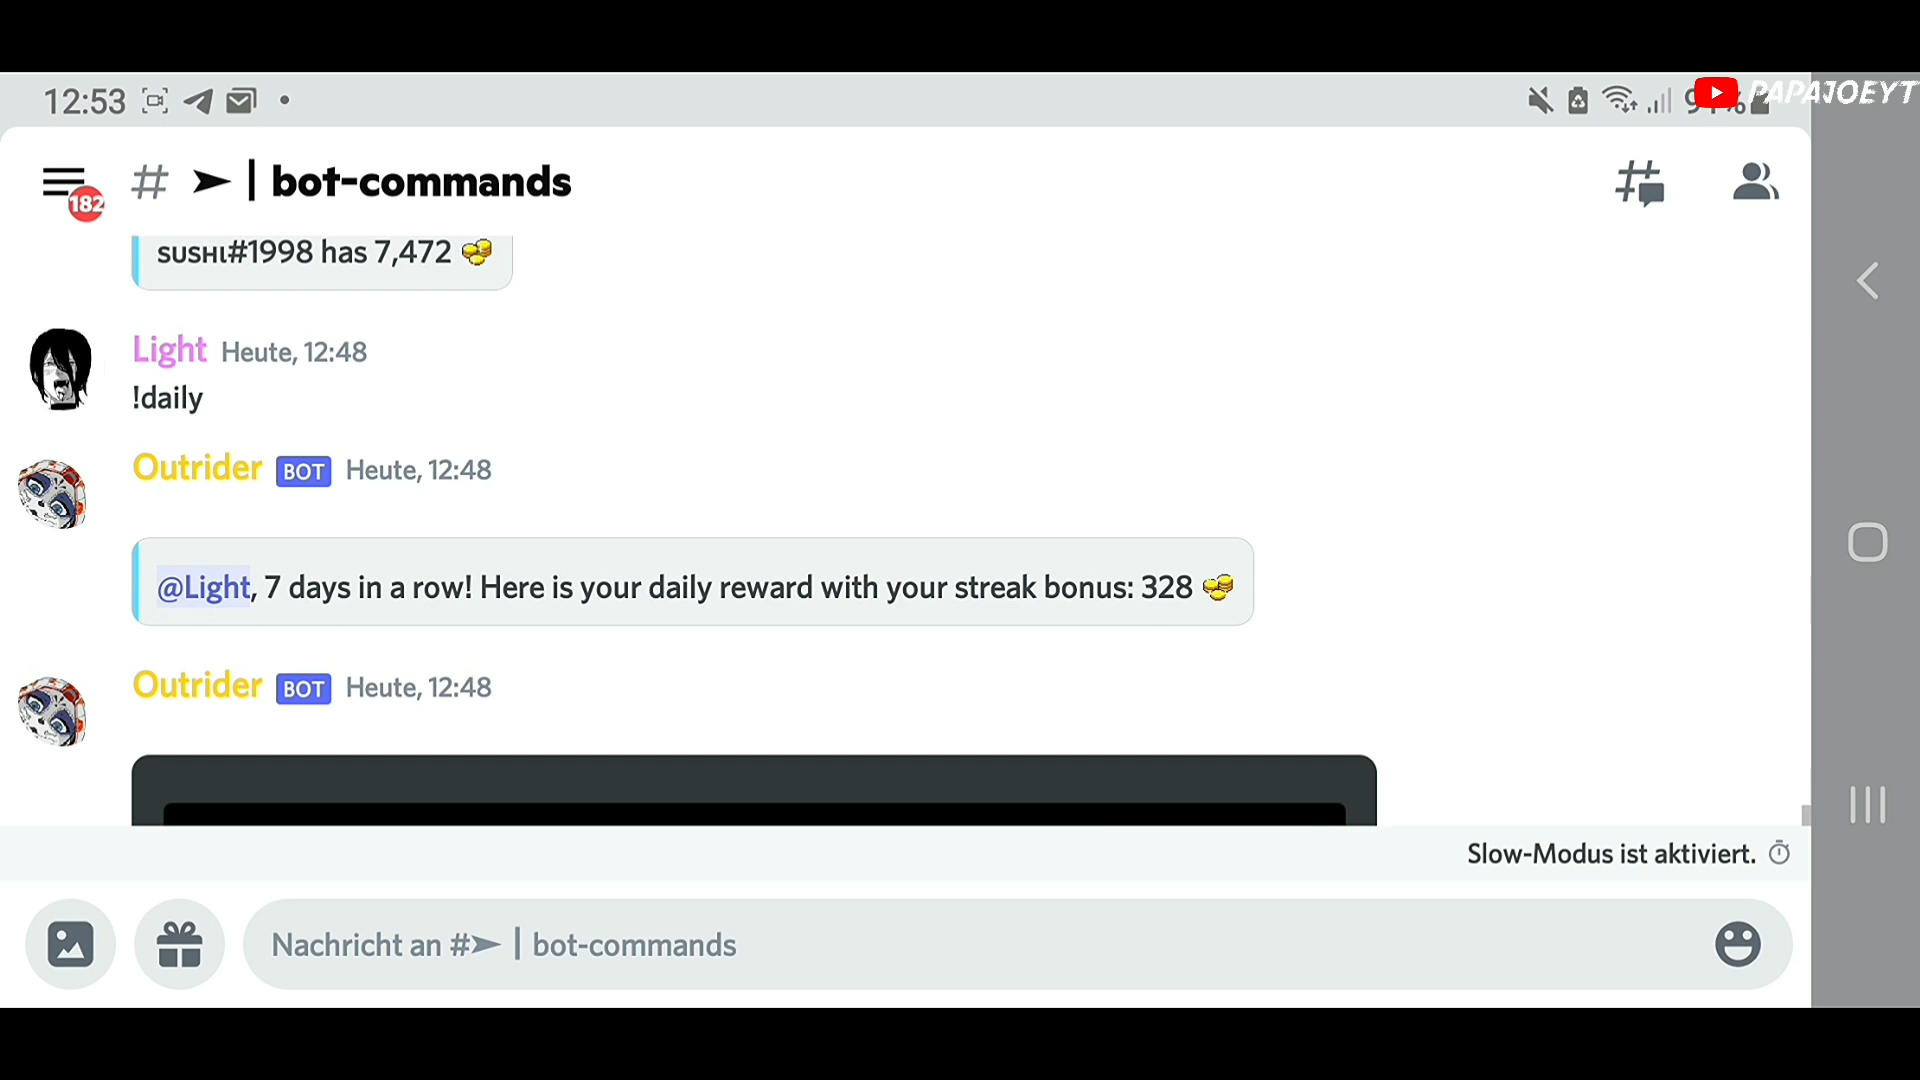 12:53
PAPAJOEYT
182
# ➤ | bot-commands
sᴜsʜɪ#1998 has 7,472
Light Heute, 12:48
!daily
Outrider BOT Heute, 12:48
@Light, 7 days in a row! Here is your daily reward with your streak bonus: 328
Outrider BOT Heute, 12:48
Slow-Modus ist aktiviert.
Nachricht an #➤ | bot-commands